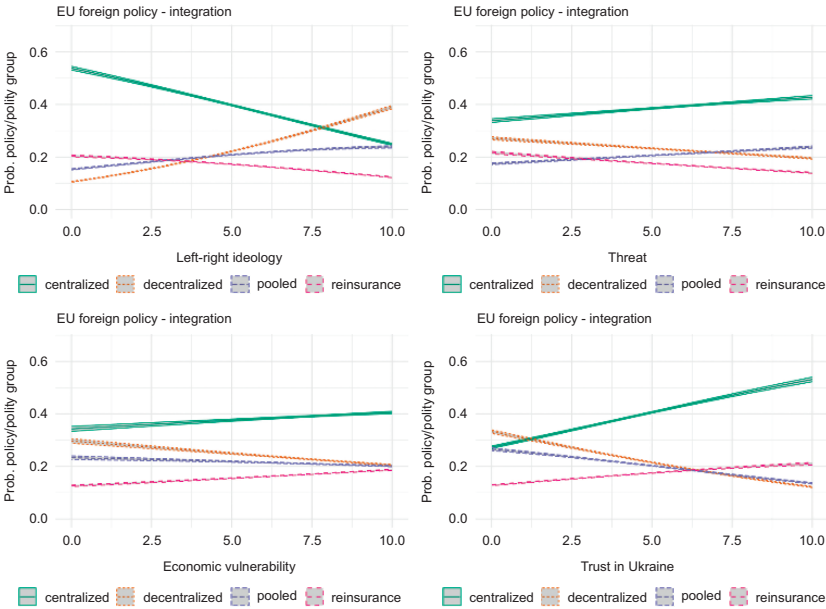 EU foreign policy - integration
Prob. policy/polity group
0.6
0.4
0.2
0.0
0.0 2.5 5.0 7.5 10.0
Left-right ideology
centralized decentralized pooled reinsurance
EU foreign policy - integration
Prob. policy/polity group
0.6
0.4
0.2
0.0
0.0 2.5 5.0 7.5 10.0
Threat
centralized decentralized pooled reinsurance
EU foreign policy - integration
Prob. policy/polity group
0.6
0.4
0.2
0.0
0.0 2.5 5.0 7.5 10.0
Economic vulnerability
centralized decentralized pooled reinsurance
EU foreign policy - integration
Prob. policy/polity group
0.6
0.4
0.2
0.0
0.0 2.5 5.0 7.5 10.0
Trust in Ukraine
centralized decentralized pooled reinsurance